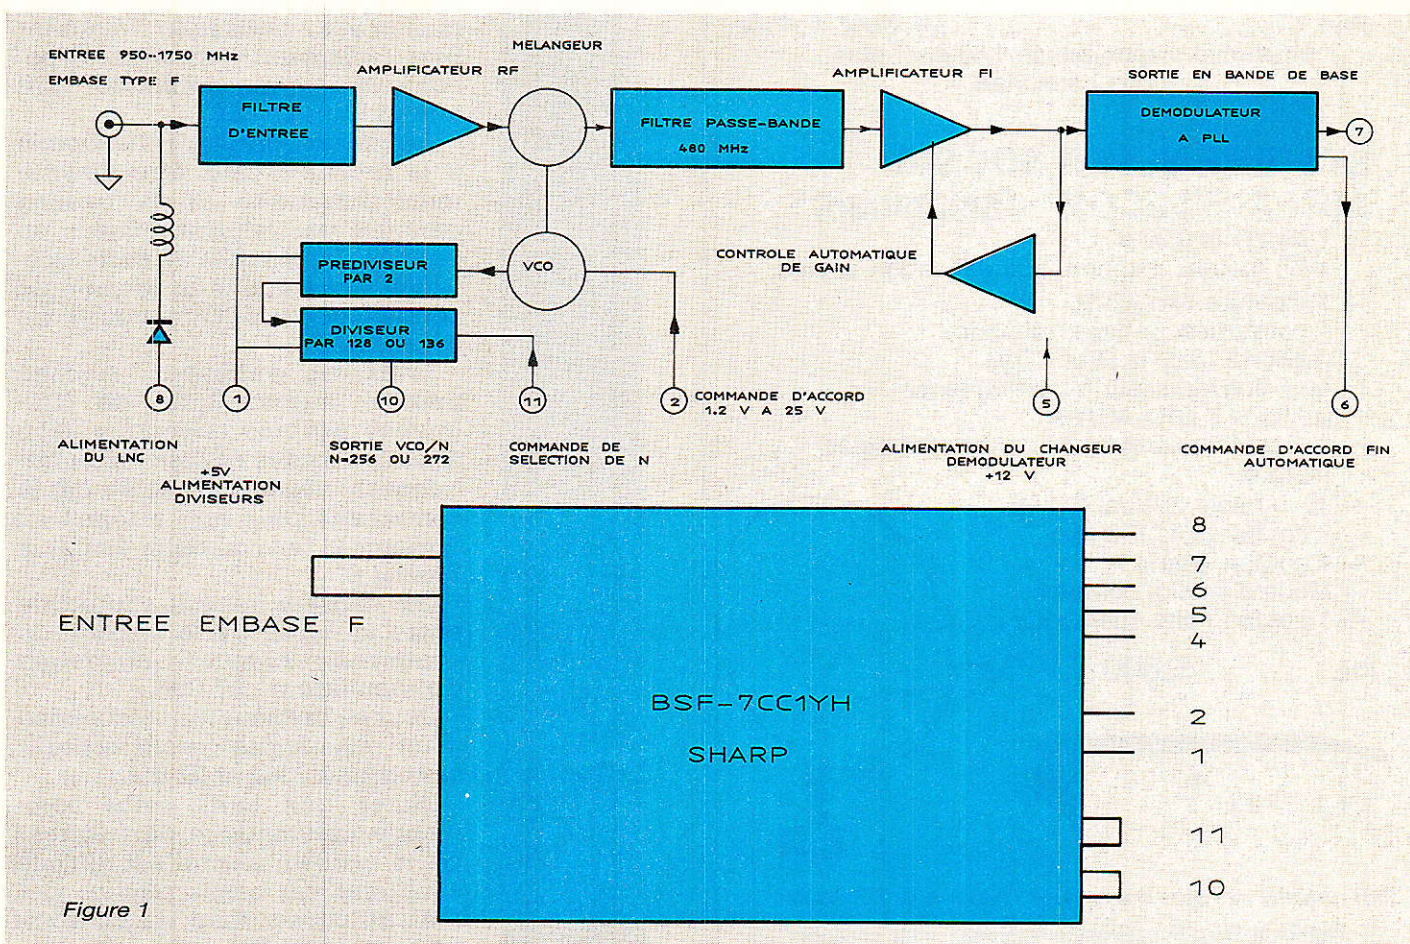 ENTREE 950--1750 MHz
EMBASE TYPE F
AMPLIFICATEUR RF
MELANGEUR
AMPLIFICATEUR FI
SORTIE EN BANDE DE BASE
FILTRE
D'ENTREE
FILTRE PASSE-BANDE
480 MHz
DEMODULATEUR
A PLL
7
CONTROLE AUTOMATIQUE
DE GAIN
PREDIVISEUR
PAR 2
VCO
DIVISEUR
PAR 128 OU 136
8
1
10
11
2
COMMANDE D'ACCORD
1.2 V A 25 V
5
6
ALIMENTATION
DU LNC
+5V
ALIMENTATION
DIVISEURS
SORTIE VCO/N
N=256 OU 272
COMMANDE DE
SELECTION DE N
ALIMENTATION DU CHANGEUR
DEMODULATEUR
+12 V
COMMANDE D'ACCORD FIN
AUTOMATIQUE
ENTREE EMBASE F
BSF-7CC1YH
SHARP
8
7
6
5
4
2
1
11
10
Figure 1